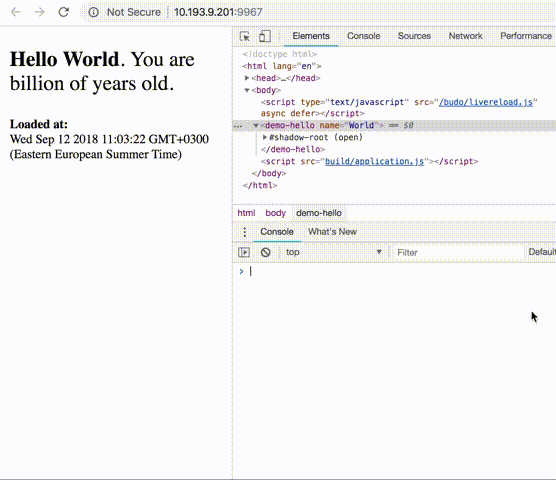 Not Secure | 10.193.9.201:9967
Hello World. You are
billion of years old.
Loaded at:
Wed Sep 12 2018 11:03:22 GMT+0300
(Eastern European Summer Time)
Elements Console Sources Network Performance
<!doctype html>
<html lang="en">
<head>…</head>
<body>
<script type="text/javascript" src="/budo/livereload.js"
async defer></script>
… <demo-hello name="World"> == $0
#shadow-root (open)
</demo-hello>
<script src="build/application.js"></script>
</body>
</html>
html body demo-hello
Console What's New
top Filter Default